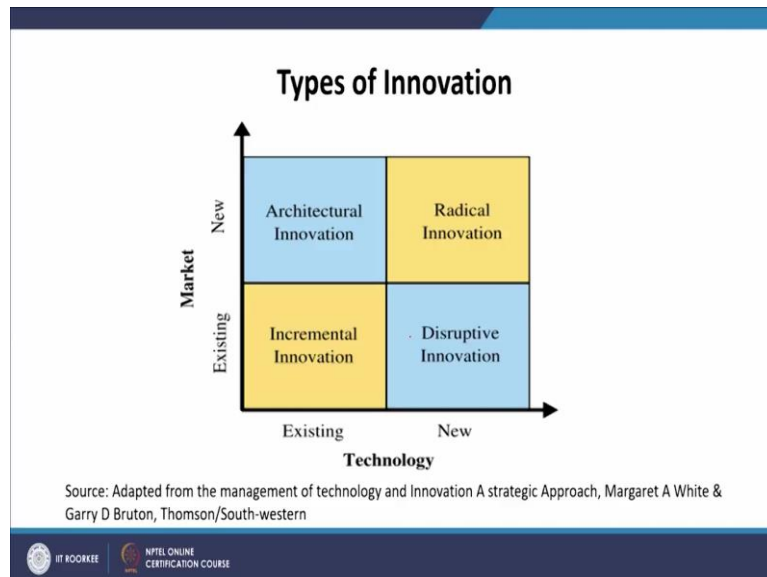 Types of Innovation
New
Architectural
Innovation
Radical
Innovation
Market
Existing
Incremental
Innovation
Disruptive
Innovation
Existing
New
Technology
Source: Adapted from the management of technology and Innovation A strategic Approach, Margaret A White &
Garry D Bruton, Thomson/South-western
IIT ROORKEE
NPTEL ONLINE
CERTIFICATION COURSE